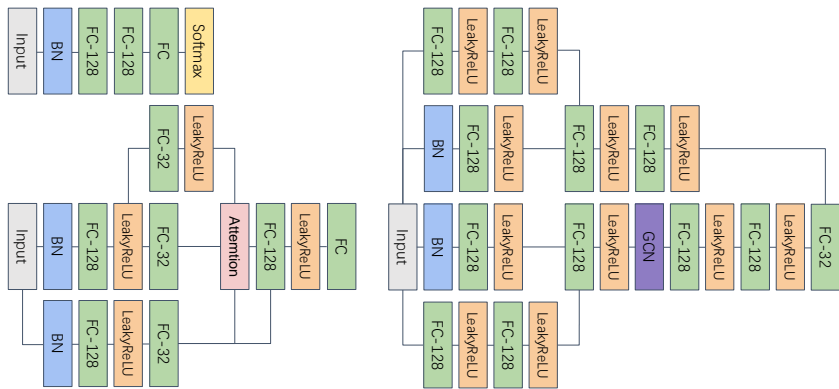 Input
BN
FC-128
FC-128
FC
Softmax
FC-32
LeakyReLU
Input
BN
FC-128
LeakyReLU
FC-32
Attemtion
FC-128
LeakyReLU
FC
BN
FC-128
LeakyReLU
FC-32
FC-128
LeakyReLU
FC-128
LeakyReLU
BN
FC-128
LeakyReLU
FC-128
LeakyReLU
FC-128
LeakyReLU
Input
BN
FC-128
LeakyReLU
FC-128
LeakyReLU
GCN
FC-128
LeakyReLU
FC-128
LeakyReLU
FC-32
FC-128
LeakyReLU
FC-128
LeakyReLU